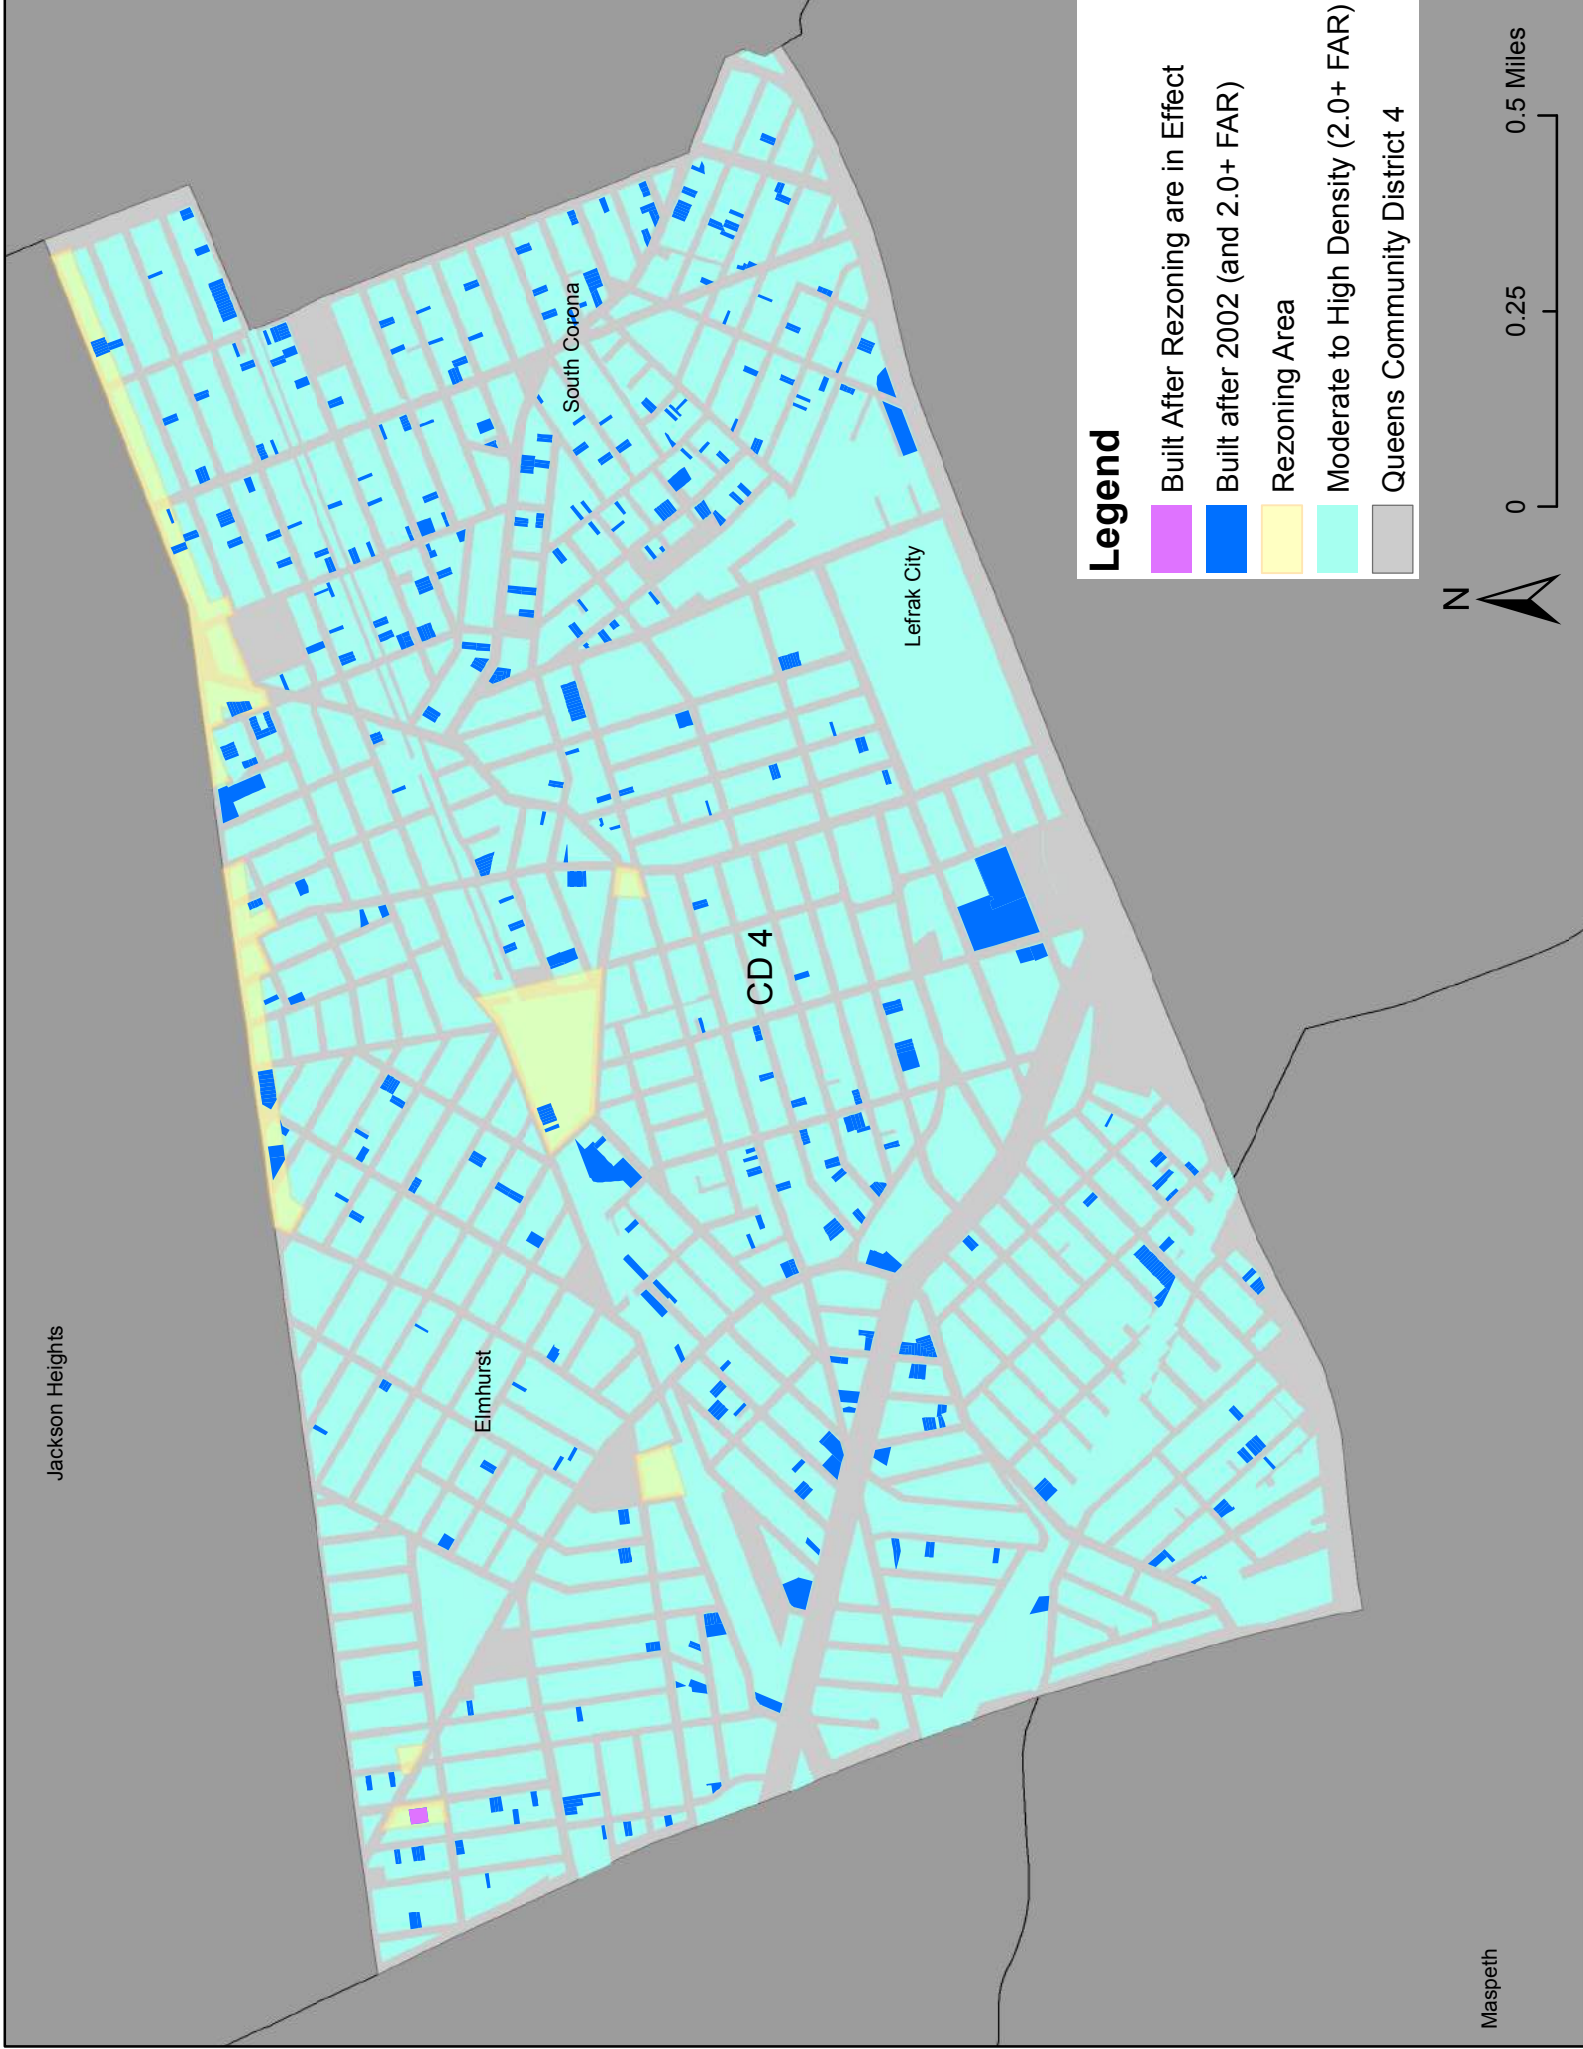 Jackson Heights
Elmhurst
South Corona
CD 4
Lefrak City
Maspeth
Legend
Built After Rezoning are in Effect
Built after 2002 (and 2.0+ FAR)
Rezoning Area
Moderate to High Density (2.0+ FAR)
Queens Community District 4
N
0 0.25 0.5 Miles